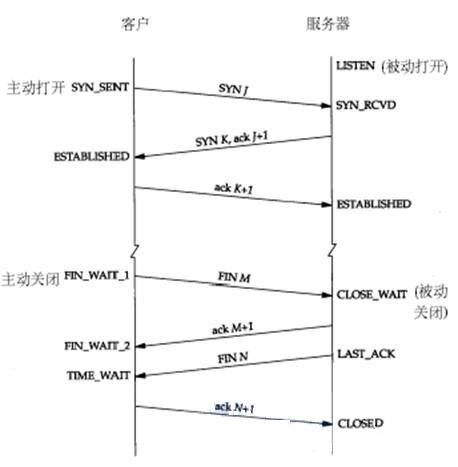 客户 服务器
LISTEN (被动打开)
主动打开 SYN_SENT SYN J
SYN_RCVD
SYN K, ack J+1
ESTABLISHED
ack K+1
ESTABLISHED
主动关闭 FIN_WAIT_1 FIN M
CLOSE_WAIT (被动
关闭)
ack M+1
FIN_WAIT_2
FIN N LAST_ACK
TIME_WAIT
ack N+1
CLOSED